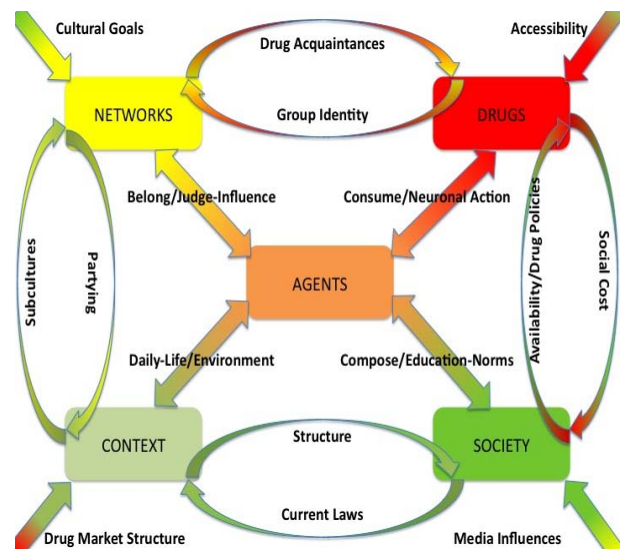 Cultural Goals
Drug Acquaintances
Accessibility
NETWORKS
Group Identity
DRUGS
Belong/Judge-Influence
Consume/Neuronal Action
Subcultures
Partying
AGENTS
Availability/Drug Policies
Social Cost
Daily-Life/Environment
Compose/Education-Norms
CONTEXT
Structure
SOCIETY
Current Laws
Drug Market Structure
Media Influences